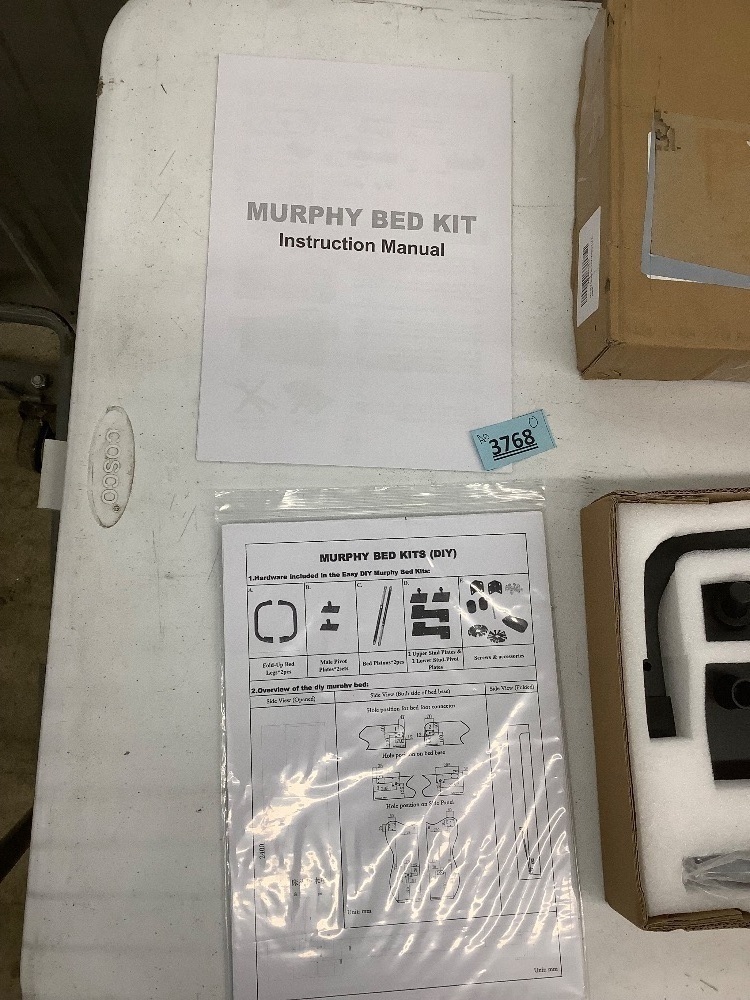 MURPHY BED KIT
Instruction Manual
No 3768
COSCO
MURPHY BED KITS (DIY)
1.Hardware included in the Easy DIY Murphy Bed Kits:
A.
B.
C.
D.
Fold-Up Bed Legs*2pcs
Male Pivot Plates*2sets
Bed Pistons*2pcs
2 Upper Stud Plates & 2 Lower Stud-Pivot Plates
Screws & accessories
2.Overview of the diy murphy bed:
Side View (Opened)
Side View (Both side of bed base)
Side View (Folded)
Hole position for bed foot connector
Hole position on bed base
Hole position on Side Panel
Unit: mm
Unit: mm